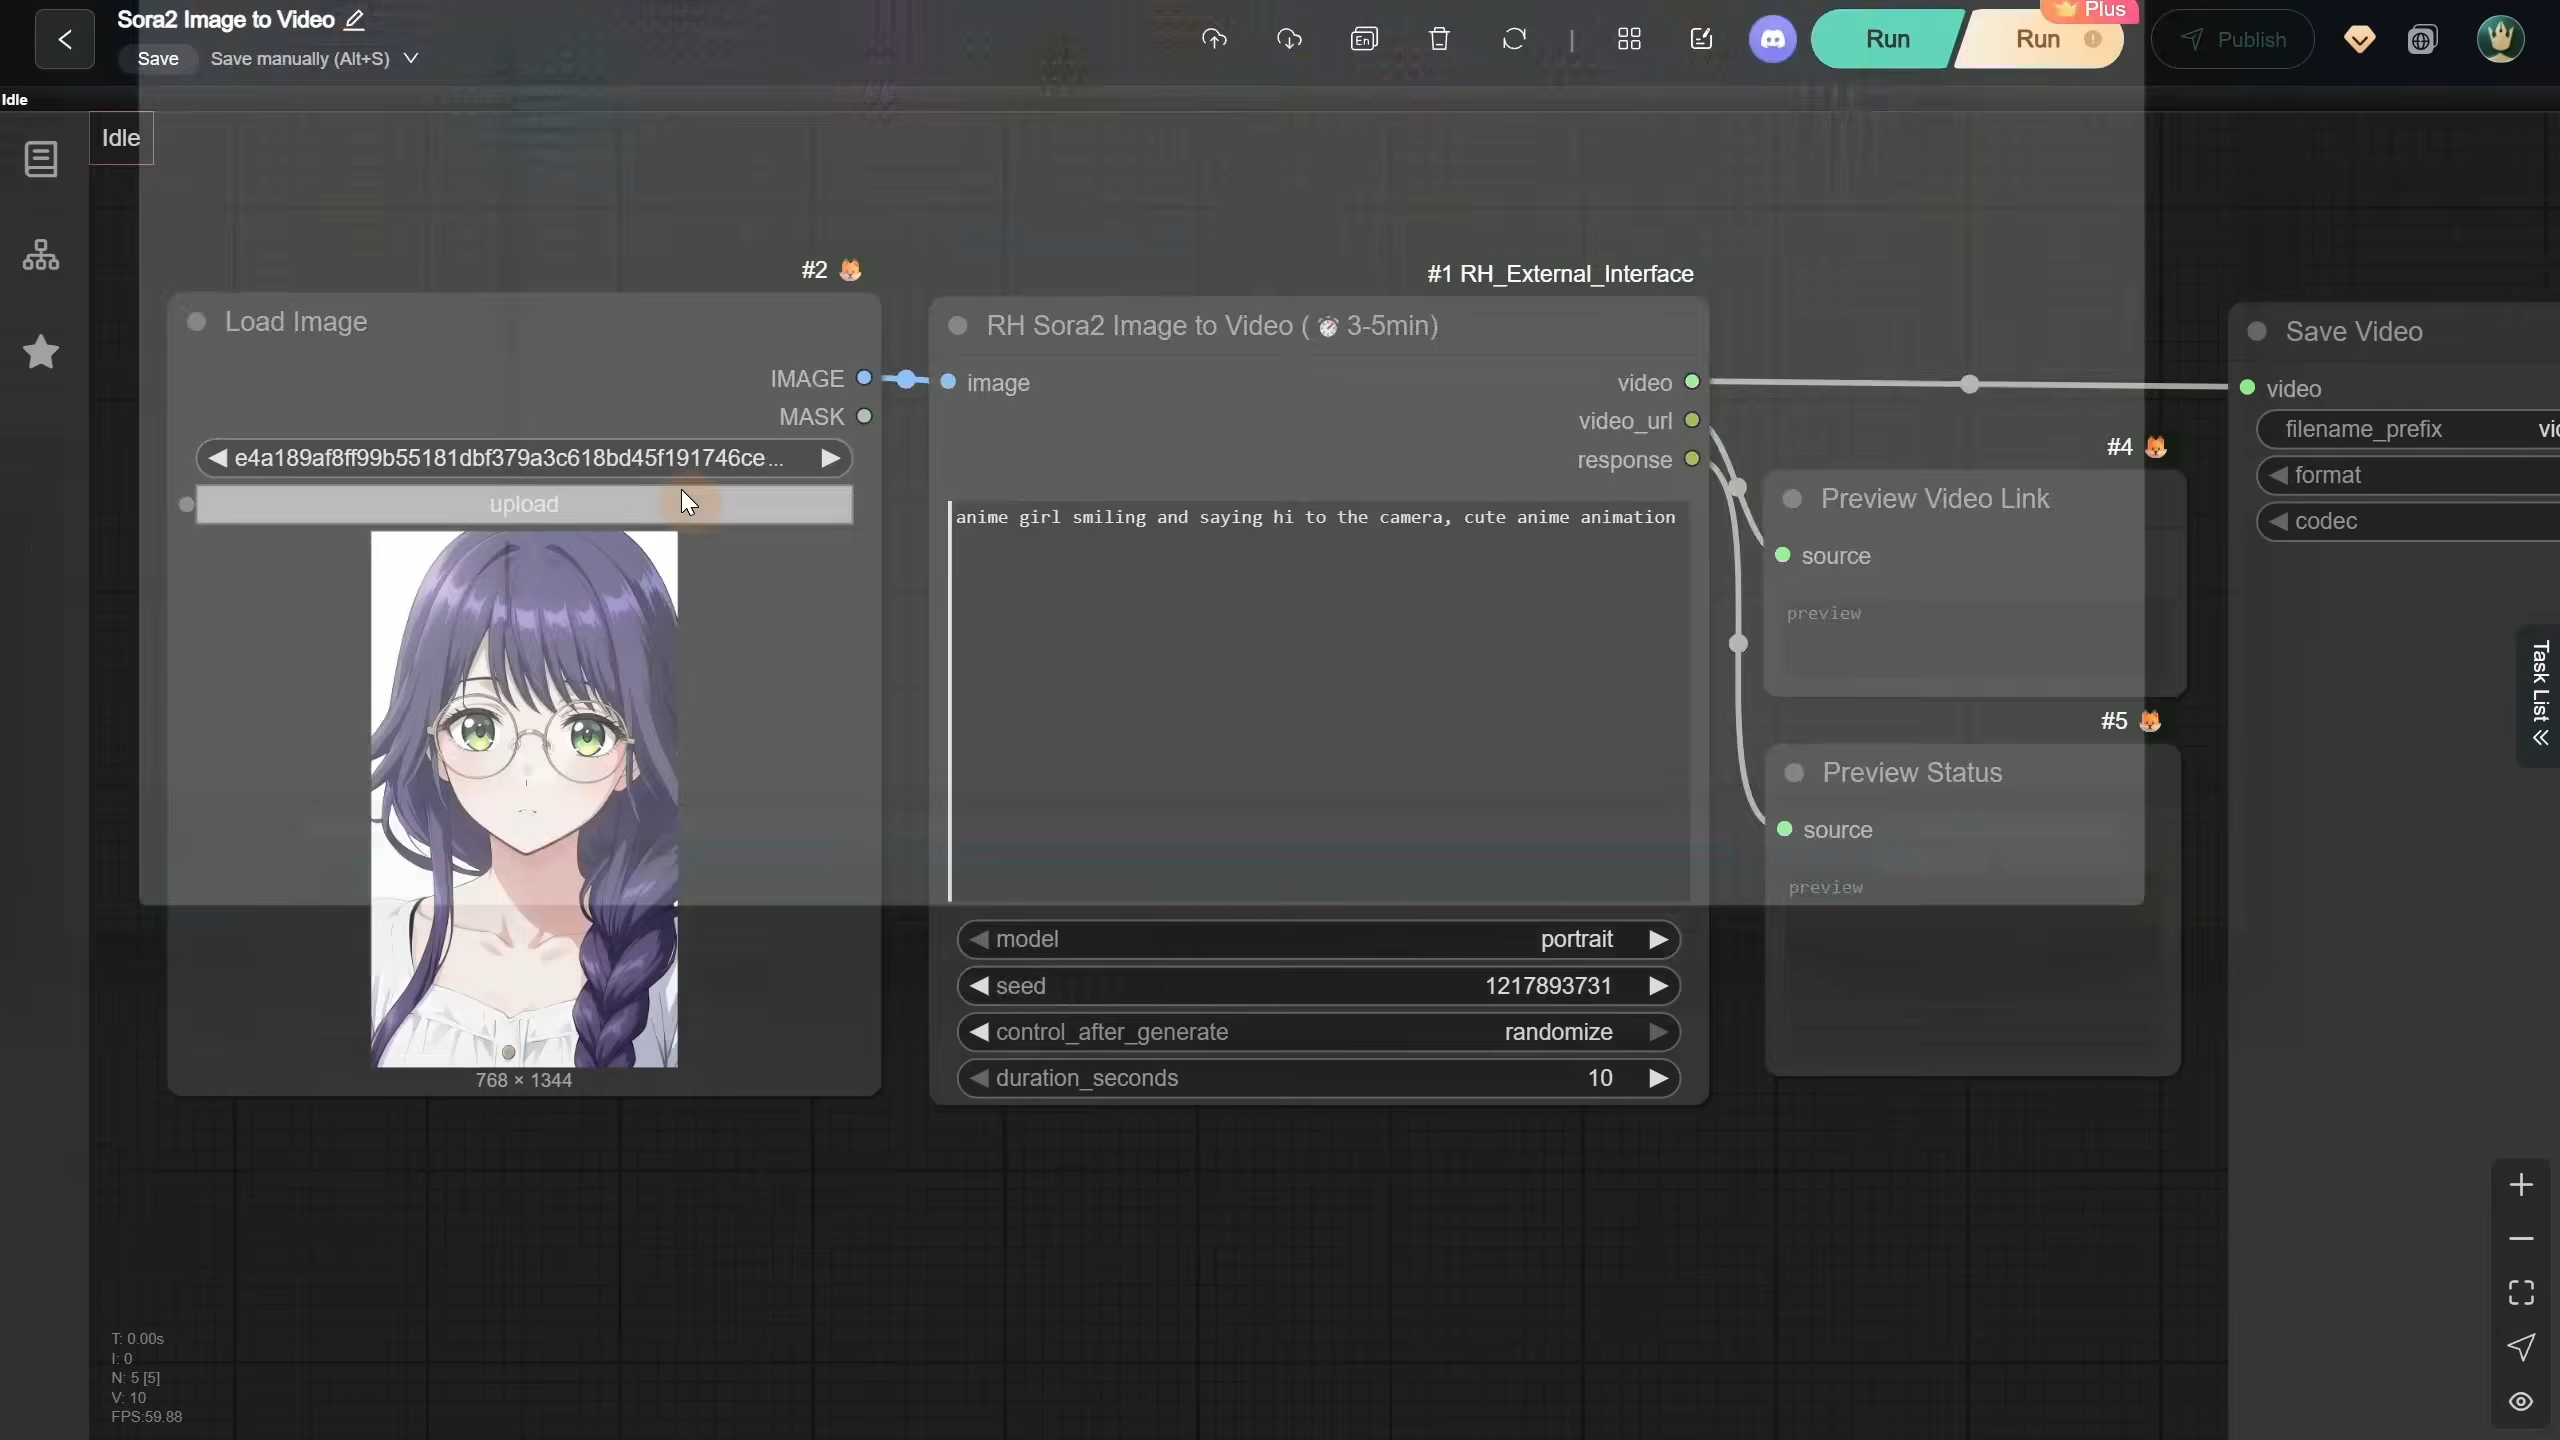 Sora2 Image to Video
Save
Save manually (Alt+S)
En
Run
Run
Plus
Publish
Idle
Idle
#2
Load Image
IMAGE
MASK
e4a189af8ff99b55181dbf379a3c618bd45f191746ce ...
upload
768 × 1344
#1 RH_External_Interface
RH Sora2 Image to Video ( 3-5min)
image
video
video_url
response
anime girl smiling and saying hi to the camera, cute anime animation
model portrait
seed 1217893731
control_after_generate randomize
duration_seconds 10
#4
Preview Video Link
source
preview
#5
Preview Status
source
preview
Save Video
video
filename_prefix
format
codec
Task List
T: 0.00s
I: 0
N: 5 [5]
V: 10
FPS:59.88